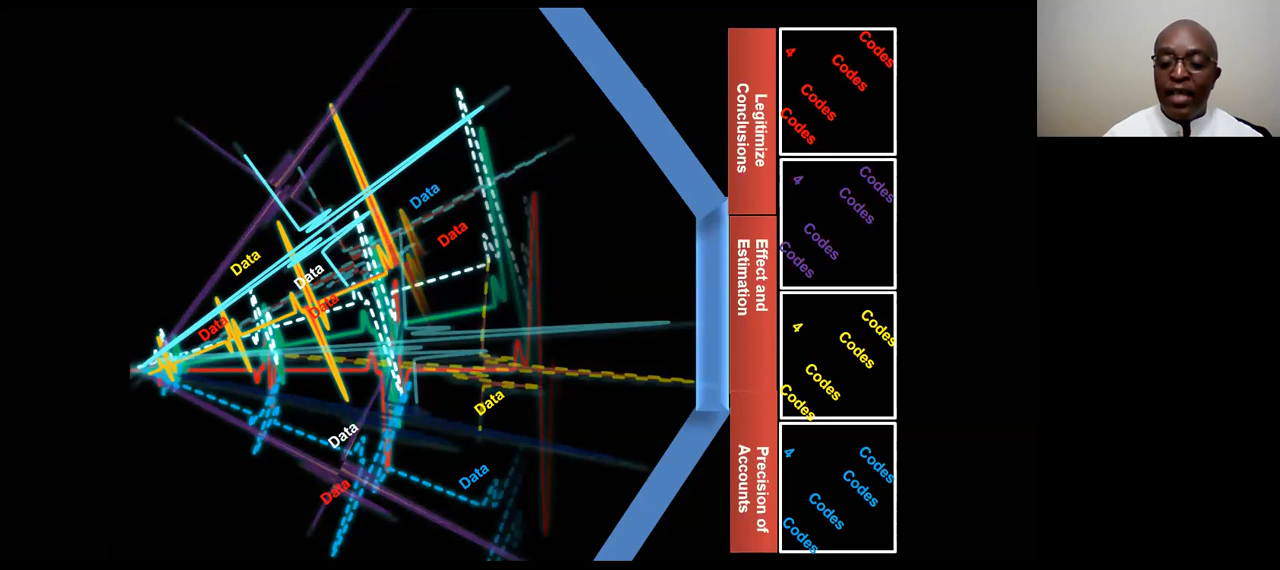 Data
Data
Data
Data
Data
Data
Data
Data
Data
Data
Legitimize
Conclusions
Effect and
Estimation
Precision of
Accounts
4
Codes
Codes
Codes
Codes
4
Codes
Codes
Codes
Codes
4
Codes
Codes
Codes
Codes
4
Codes
Codes
Codes
Codes